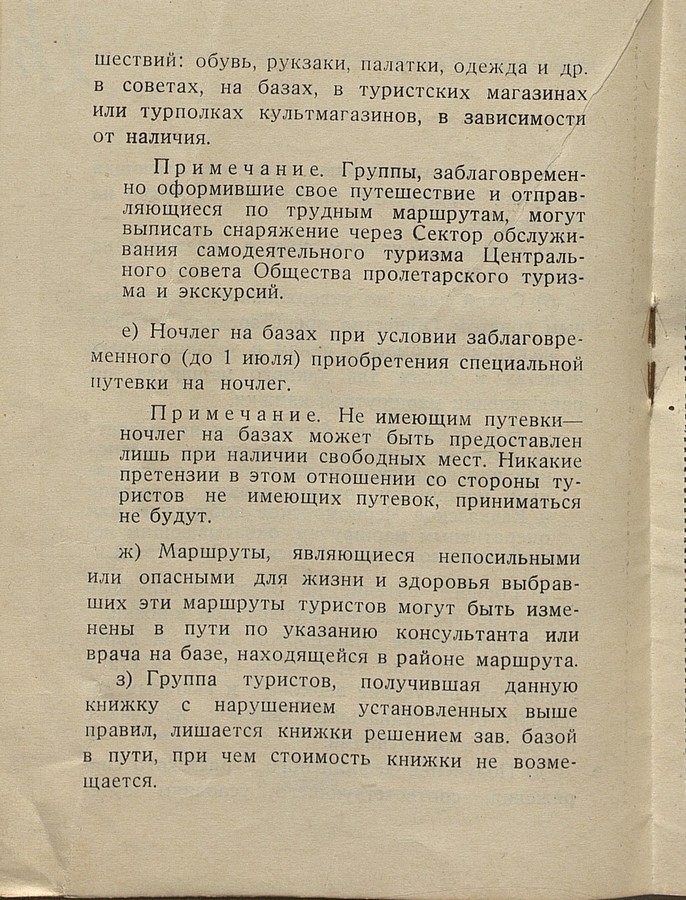 шествий: обувь, рукзаки, палатки, одежда и др.
в советах, на базах, в туристских магазинах
или турполках культмагазинов, в зависимости
от наличия.
Примечание. Группы, заблаговремен-
но оформившие свое путешествие и отправ-
ляющиеся по трудным маршрутам, могут
выписать снаряжение через Сектор обслужи-
вания самодеятельного туризма Централь-
ного совета Общества пролетарского туриз-
ма и экскурсий.
е) Ночлег на базах при условии заблаговре-
менного (до 1 июля) приобретения специальной
путевки на ночлег.
Примечание. Не имеющим путевки—
ночлег на базах может быть предоставлен
лишь при наличии свободных мест. Никакие
претензии в этом отношении со стороны ту-
ристов не имеющих путевок, приниматься
не будут.
ж) Маршруты, являющиеся непосильными
или опасными для жизни и здоровья выбрав-
ших эти маршруты туристов могут быть изме-
нены в пути по указанию консультанта или
врача на базе, находящейся в районе маршрута.
з) Группа туристов, получившая данную
книжку с нарушением установленных выше
правил, лишается книжки решением зав. базой
в пути, при чем стоимость книжки не возме-
щается.